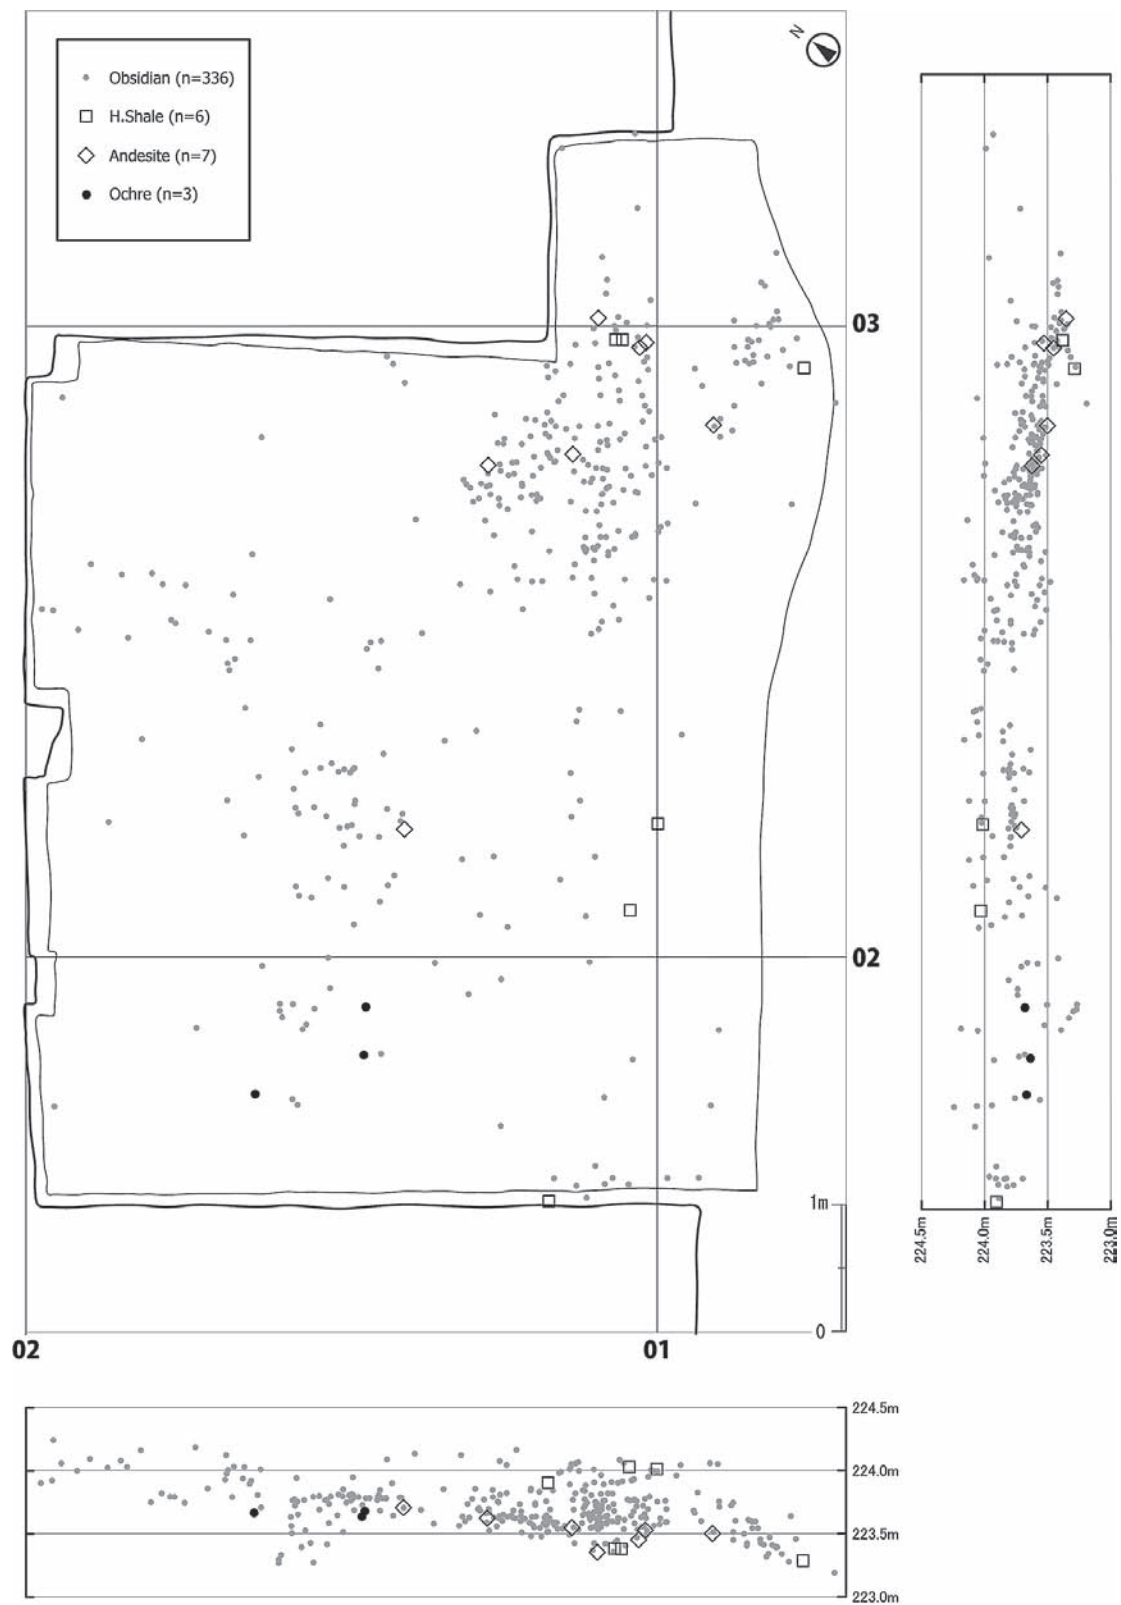 N
Obsidian (n=336)
H.Shale (n=6)
Andesite (n=7)
Ochre (n=3)
03
02
1m
0
02
01
224.5m
224.0m
223.5m
223.0m
224.5m
224.0m
223.5m
223.0m